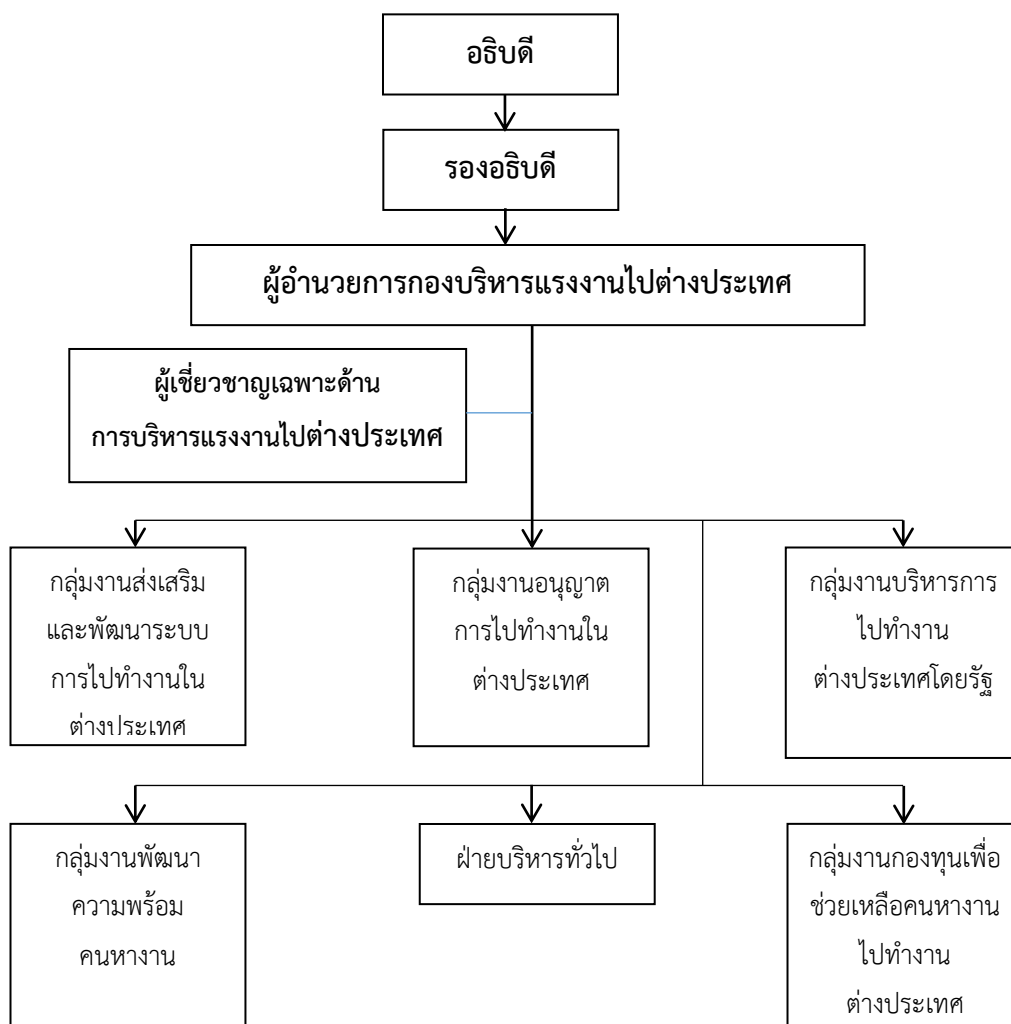 อธิบดี
รองอธิบดี
ผู้อำนวยการกองบริหารแรงงานไปต่างประเทศ
ผู้เชี่ยวชาญเฉพาะด้าน
การบริหารแรงงานไปต่างประเทศ
กลุ่มงานส่งเสริม
และพัฒนาระบบ
การไปทำงานใน
ต่างประเทศ
กลุ่มงานอนุญาต
การไปทำงานใน
ต่างประเทศ
กลุ่มงานบริหารการ
ไปทำงาน
ต่างประเทศโดยรัฐ
กลุ่มงานพัฒนา
ความพร้อม
คนหางาน
ฝ่ายบริหารทั่วไป
กลุ่มงานกองทุนเพื่อ
ช่วยเหลือคนหางาน
ไปทำงาน
ต่างประเทศ